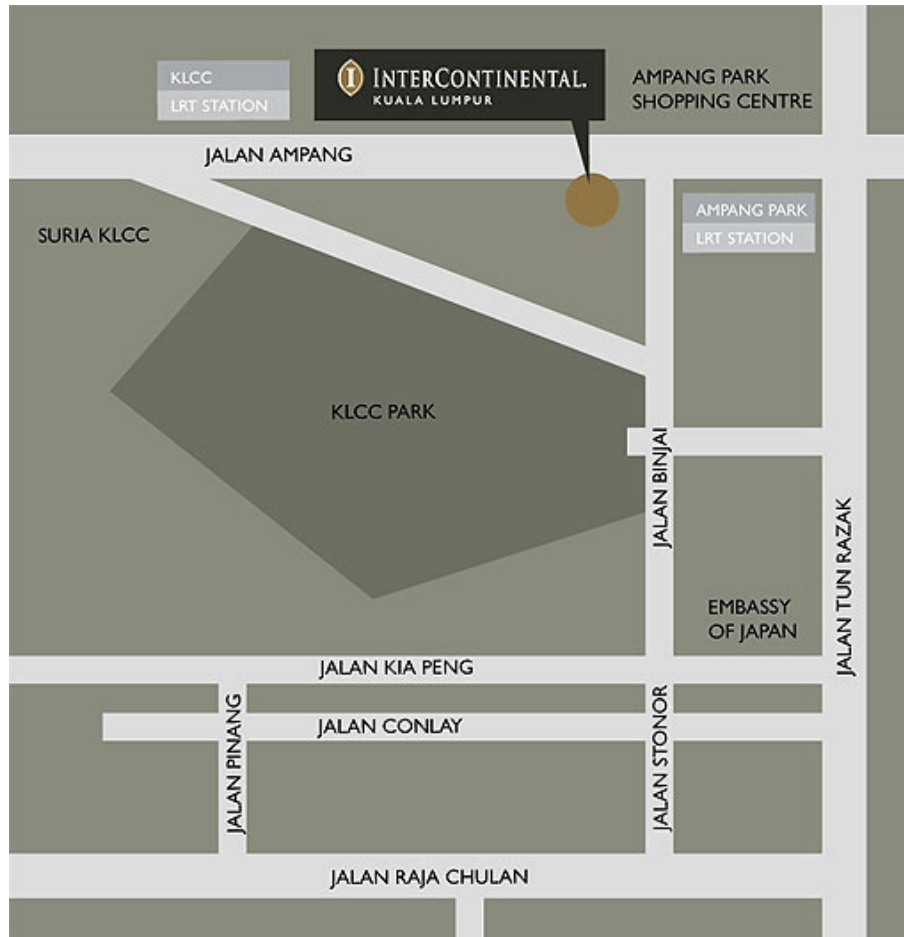 KLCC
LRT STATION
I INTERCONTINENTAL.
KUALA LUMPUR
AMPANG PARK
SHOPPING CENTRE
JALAN AMPANG
AMPANG PARK
LRT STATION
SURIA KLCC
KLCC PARK
JALAN BINJAI
JALAN TUN RAZAK
EMBASSY
OF JAPAN
JALAN KIA PENG
JALAN PINANG
JALAN CONLAY
JALAN STONOR
JALAN RAJA CHULAN